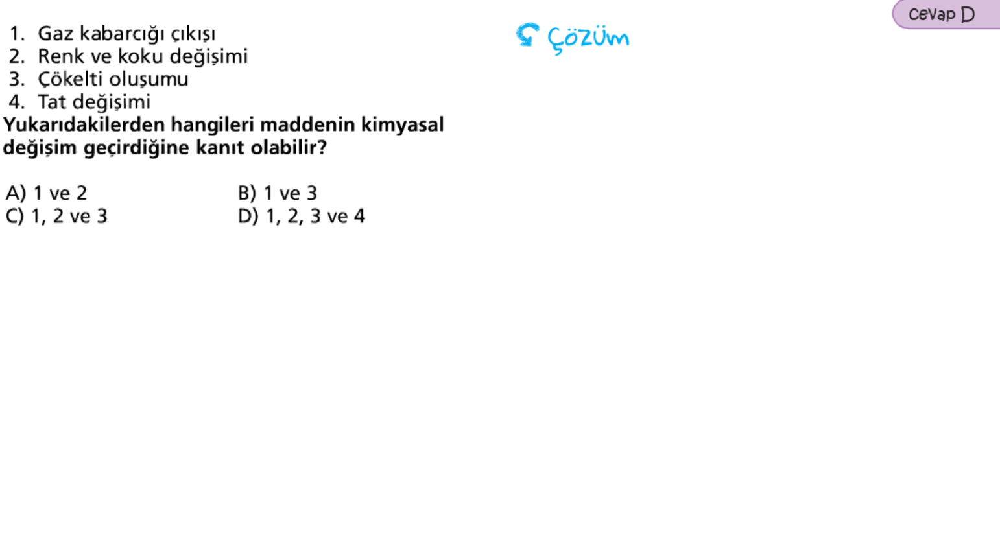 1. Gaz kabarcığı çıkışı
2. Renk ve koku değişimi
3. Çökelti oluşumu
4. Tat değişimi
Yukarıdakilerden hangileri maddenin kimyasal
değişim geçirdiğine kanıt olabilir?
A) 1 ve 2 B) 1 ve 3
C) 1, 2 ve 3 D) 1, 2, 3 ve 4
Çözüm
Cevap D